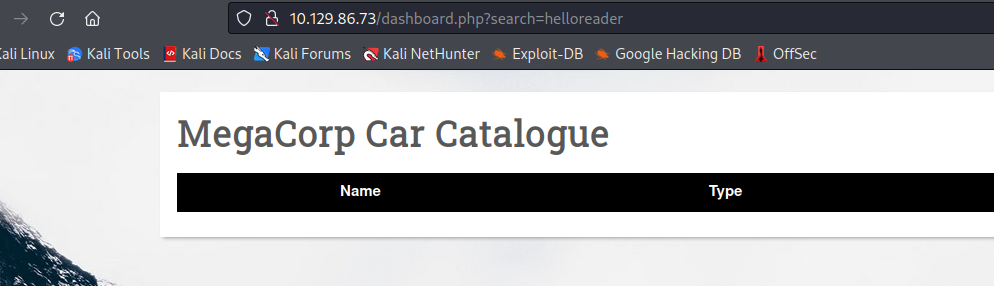 10.129.86.73/dashboard.php?search=helloreader
Kali Linux Kali Tools Kali Docs Kali Forums Kali NetHunter Exploit-DB Google Hacking DB OffSec
MegaCorp Car Catalogue
Name Type